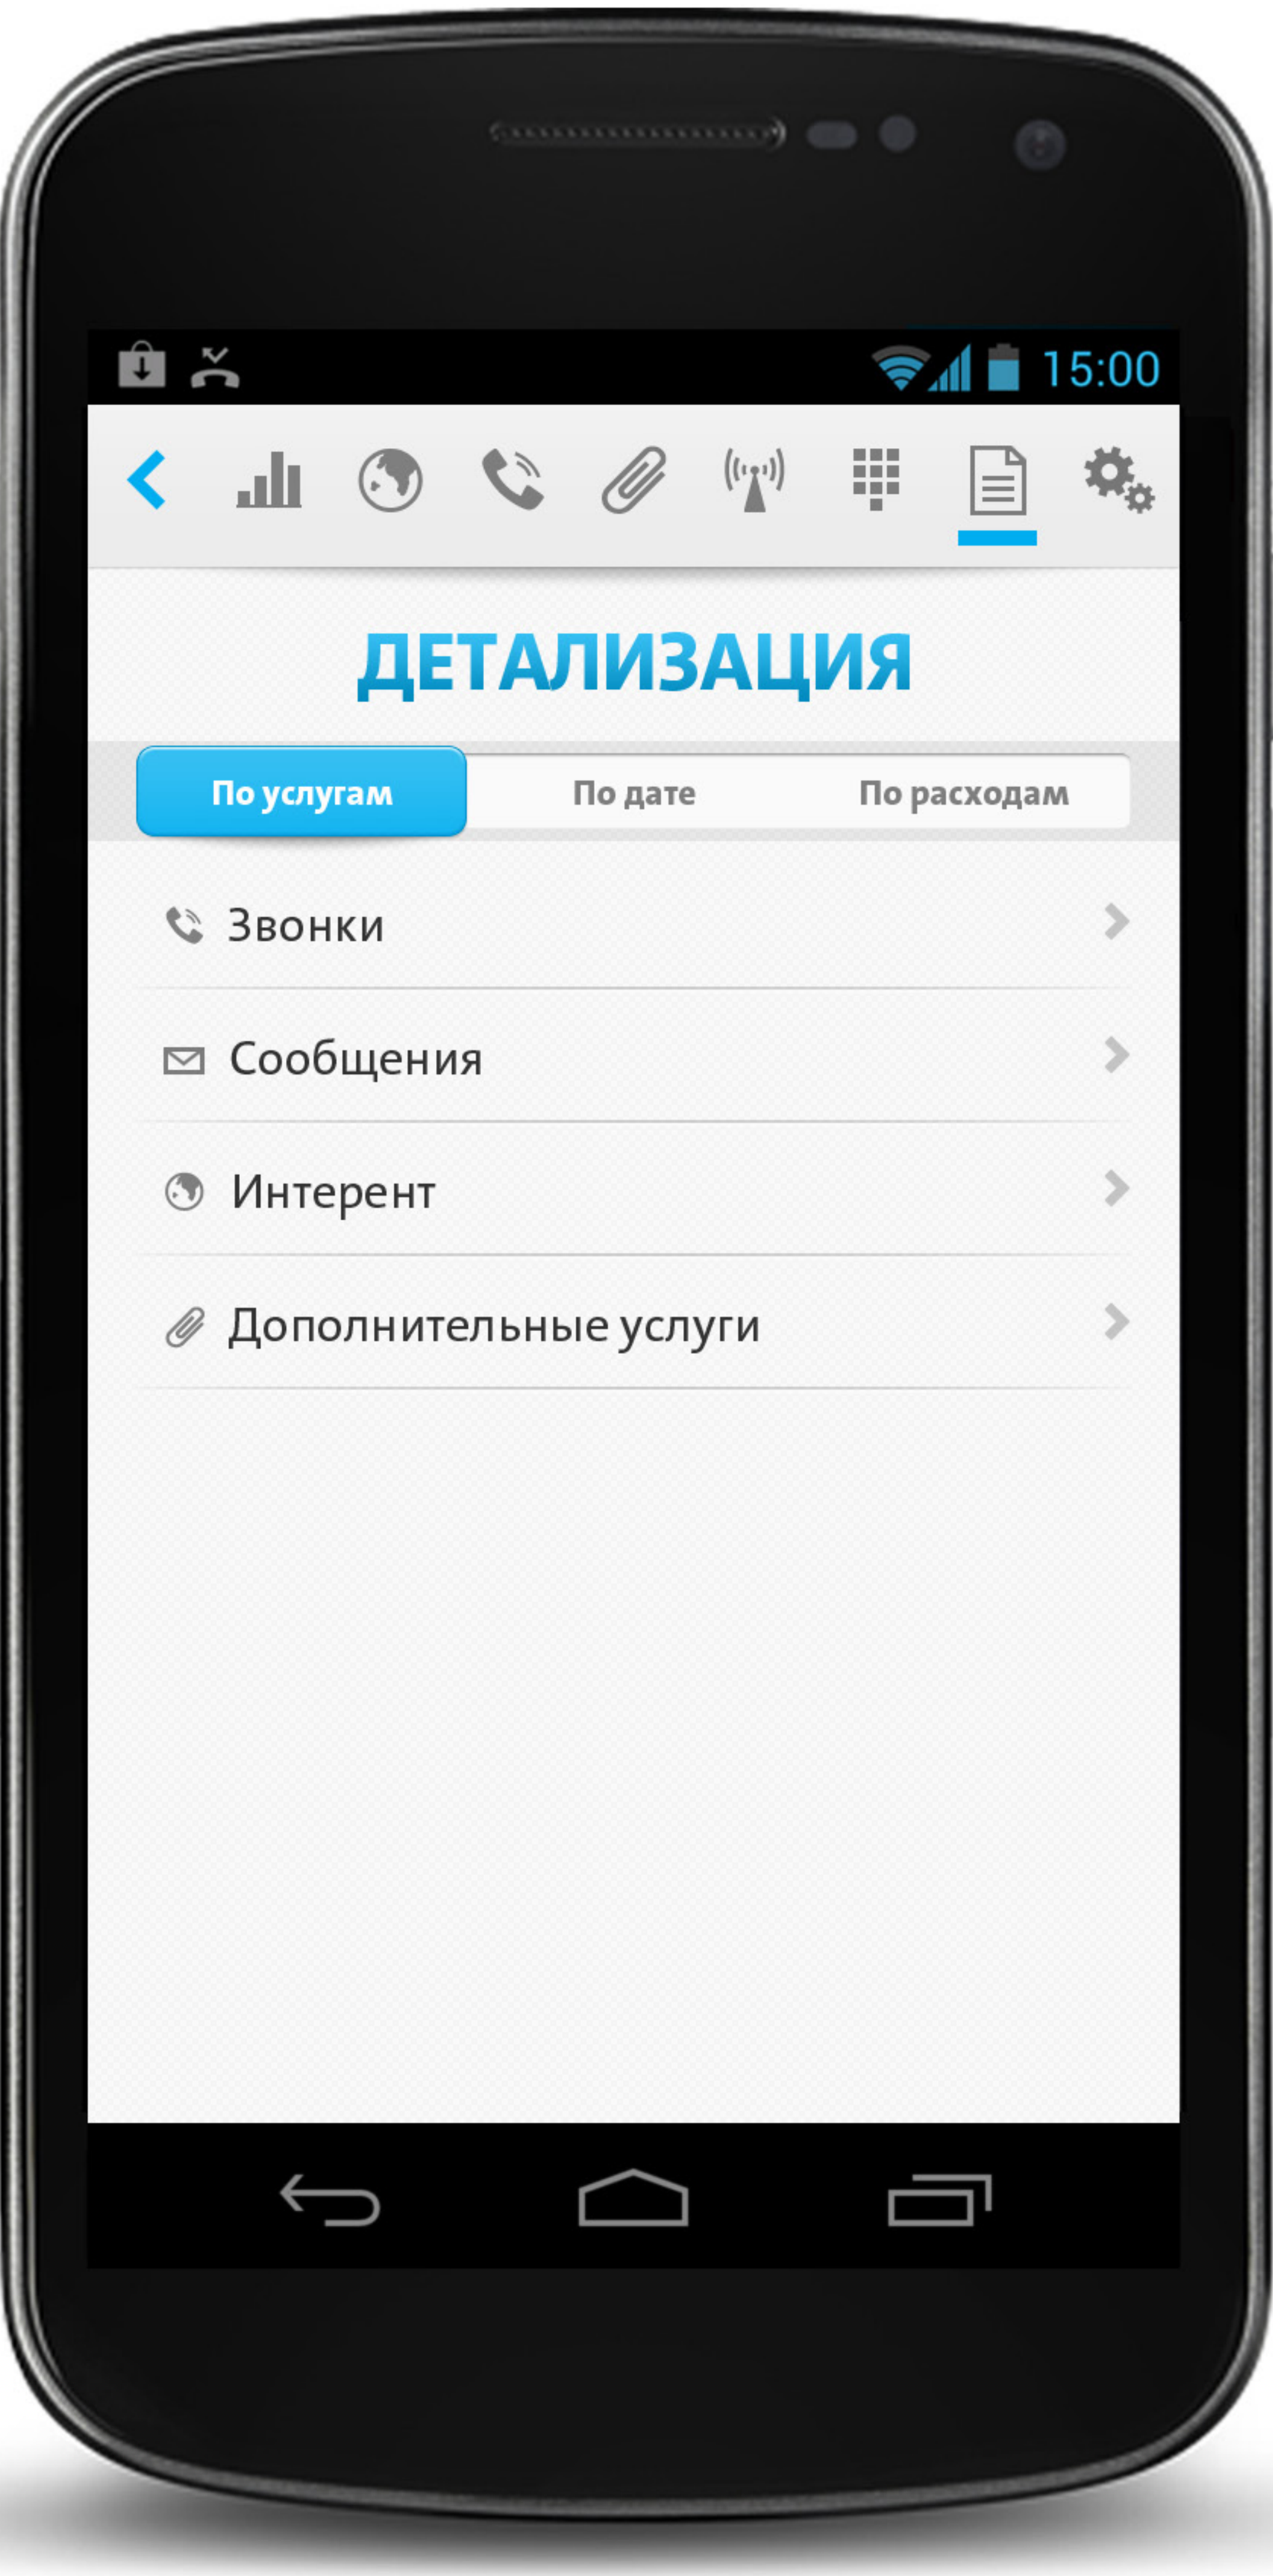 15:00
ДЕТАЛИЗАЦИЯ
По услугам По дате По расходам
Звонки
Сообщения
Интерент
Дополнительные услуги